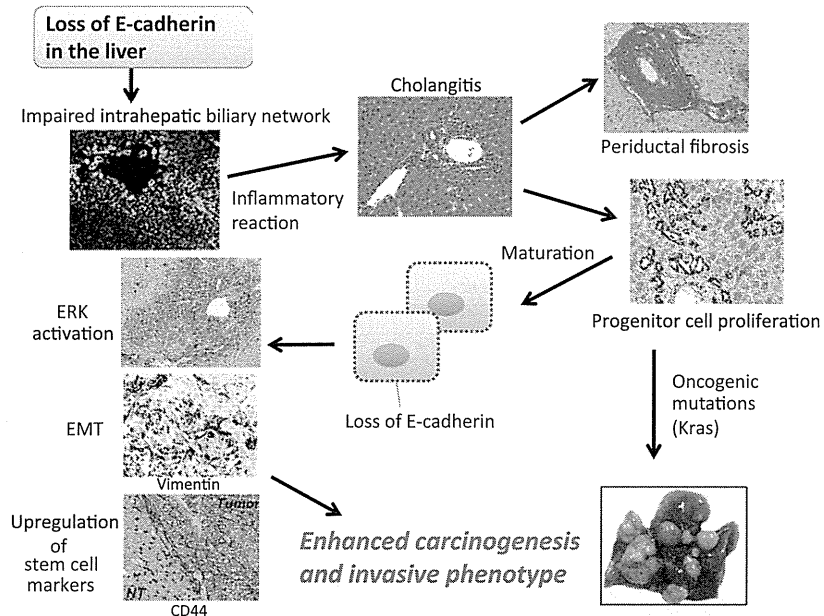 Loss of E-cadherin
in the liver
Impaired intrahepatic biliary network
Inflammatory
reaction
Cholangitis
Periductal fibrosis
Progenitor cell proliferation
Maturation
Loss of E-cadherin
Oncogenic
mutations
(Kras)
ERK
activation
EMT
Vimentin
Upregulation
of
stem cell
markers
Tumor
NT
CD44
Enhanced carcinogenesis
and invasive phenotype